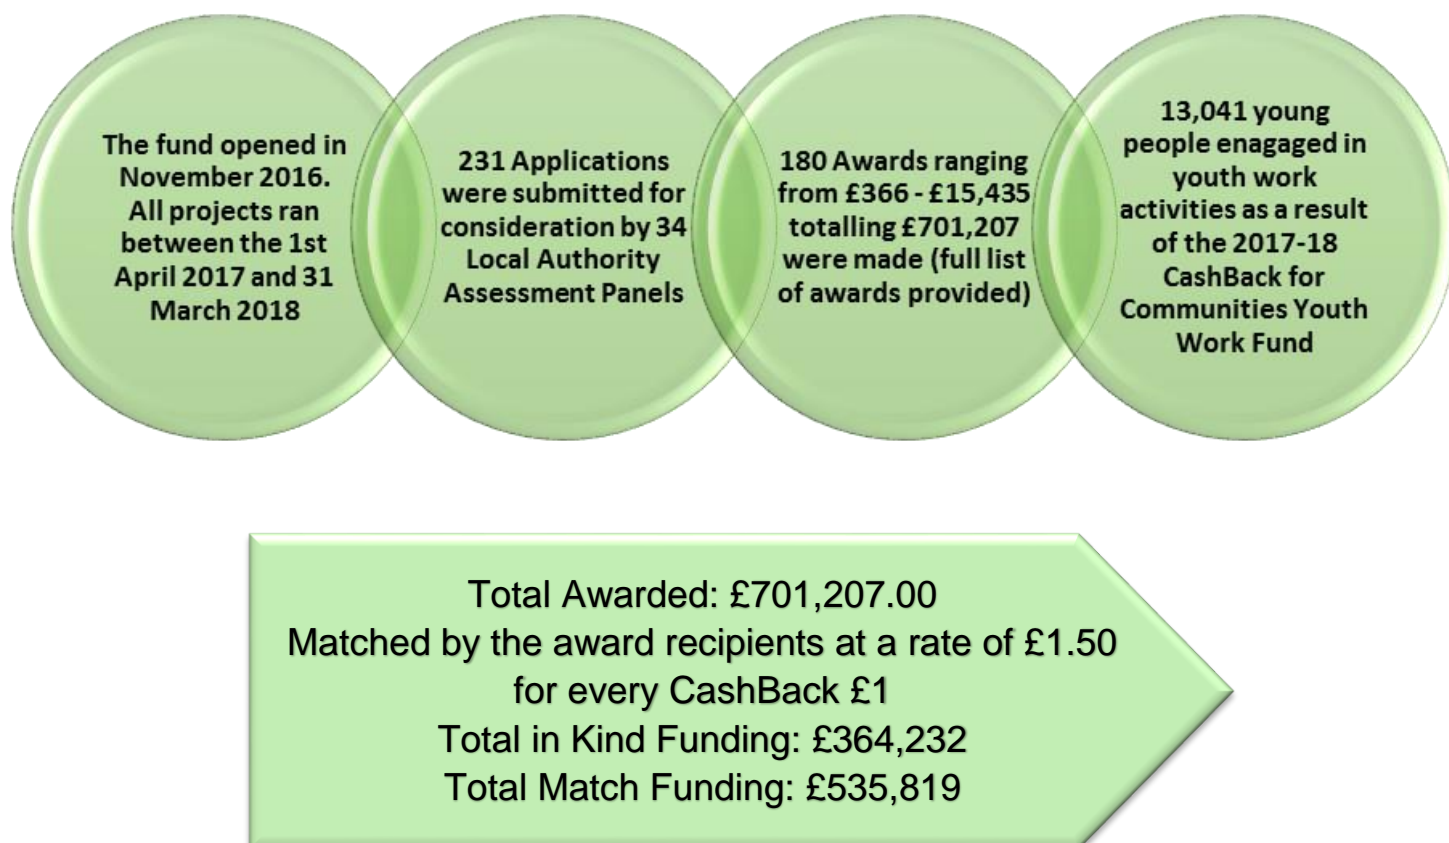 The fund opened in
November 2016.
All projects ran
between the 1st
April 2017 and 31
March 2018
231 Applications
were submitted for
consideration by 34
Local Authority
Assessment Panels
180 Awards ranging
from £366 - £15,435
totalling £701,207
were made (full list
of awards provided)
13,041 young
people enagaged in
youth work
activities as a result
of the 2017-18
CashBack for
Communities Youth
Work Fund
Total Awarded: £701,207.00
Matched by the award recipients at a rate of £1.50
for every CashBack £1
Total in Kind Funding: £364,232
Total Match Funding: £535,819